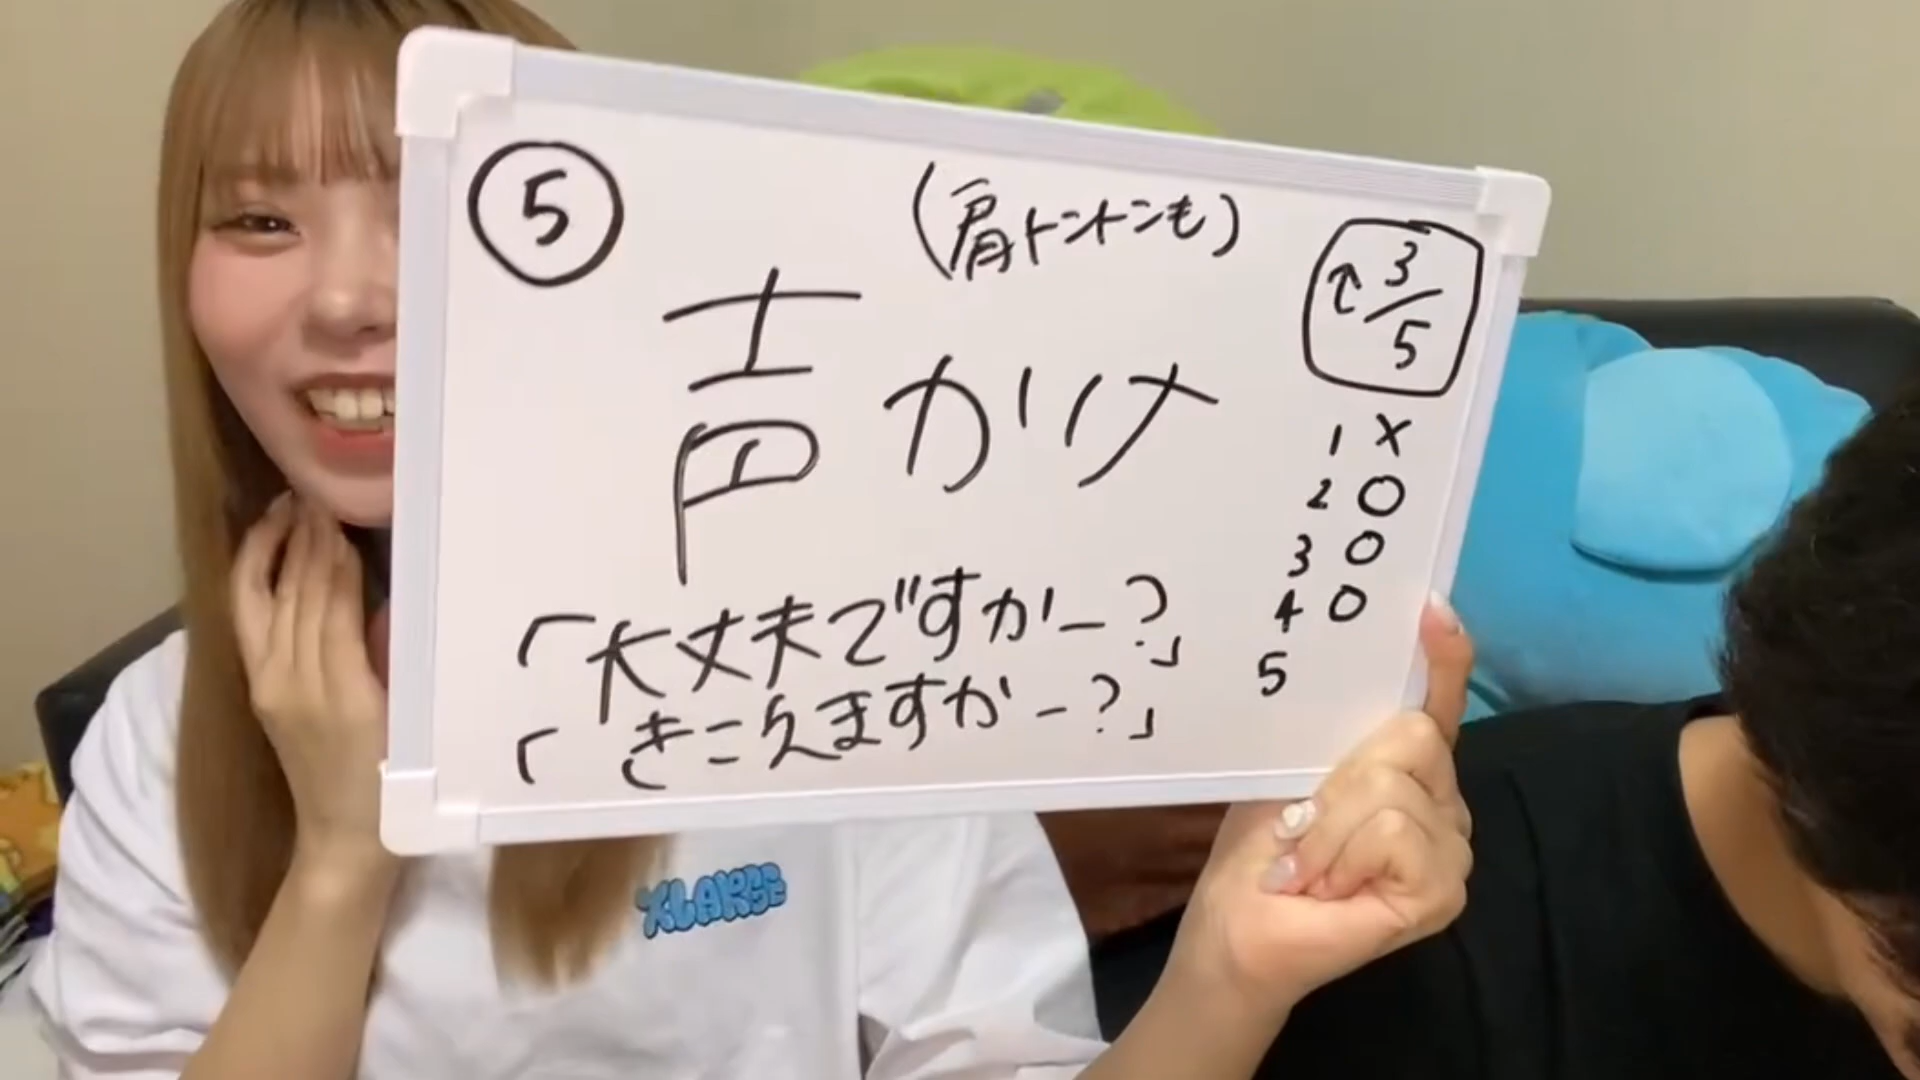 ⑤
(肩トントンも)
↑3/5
声かけ
1 ×
2 ○
3 ○
4 ○
5
「大丈夫ですかー?」
「きこえますかー?」
XLARGE